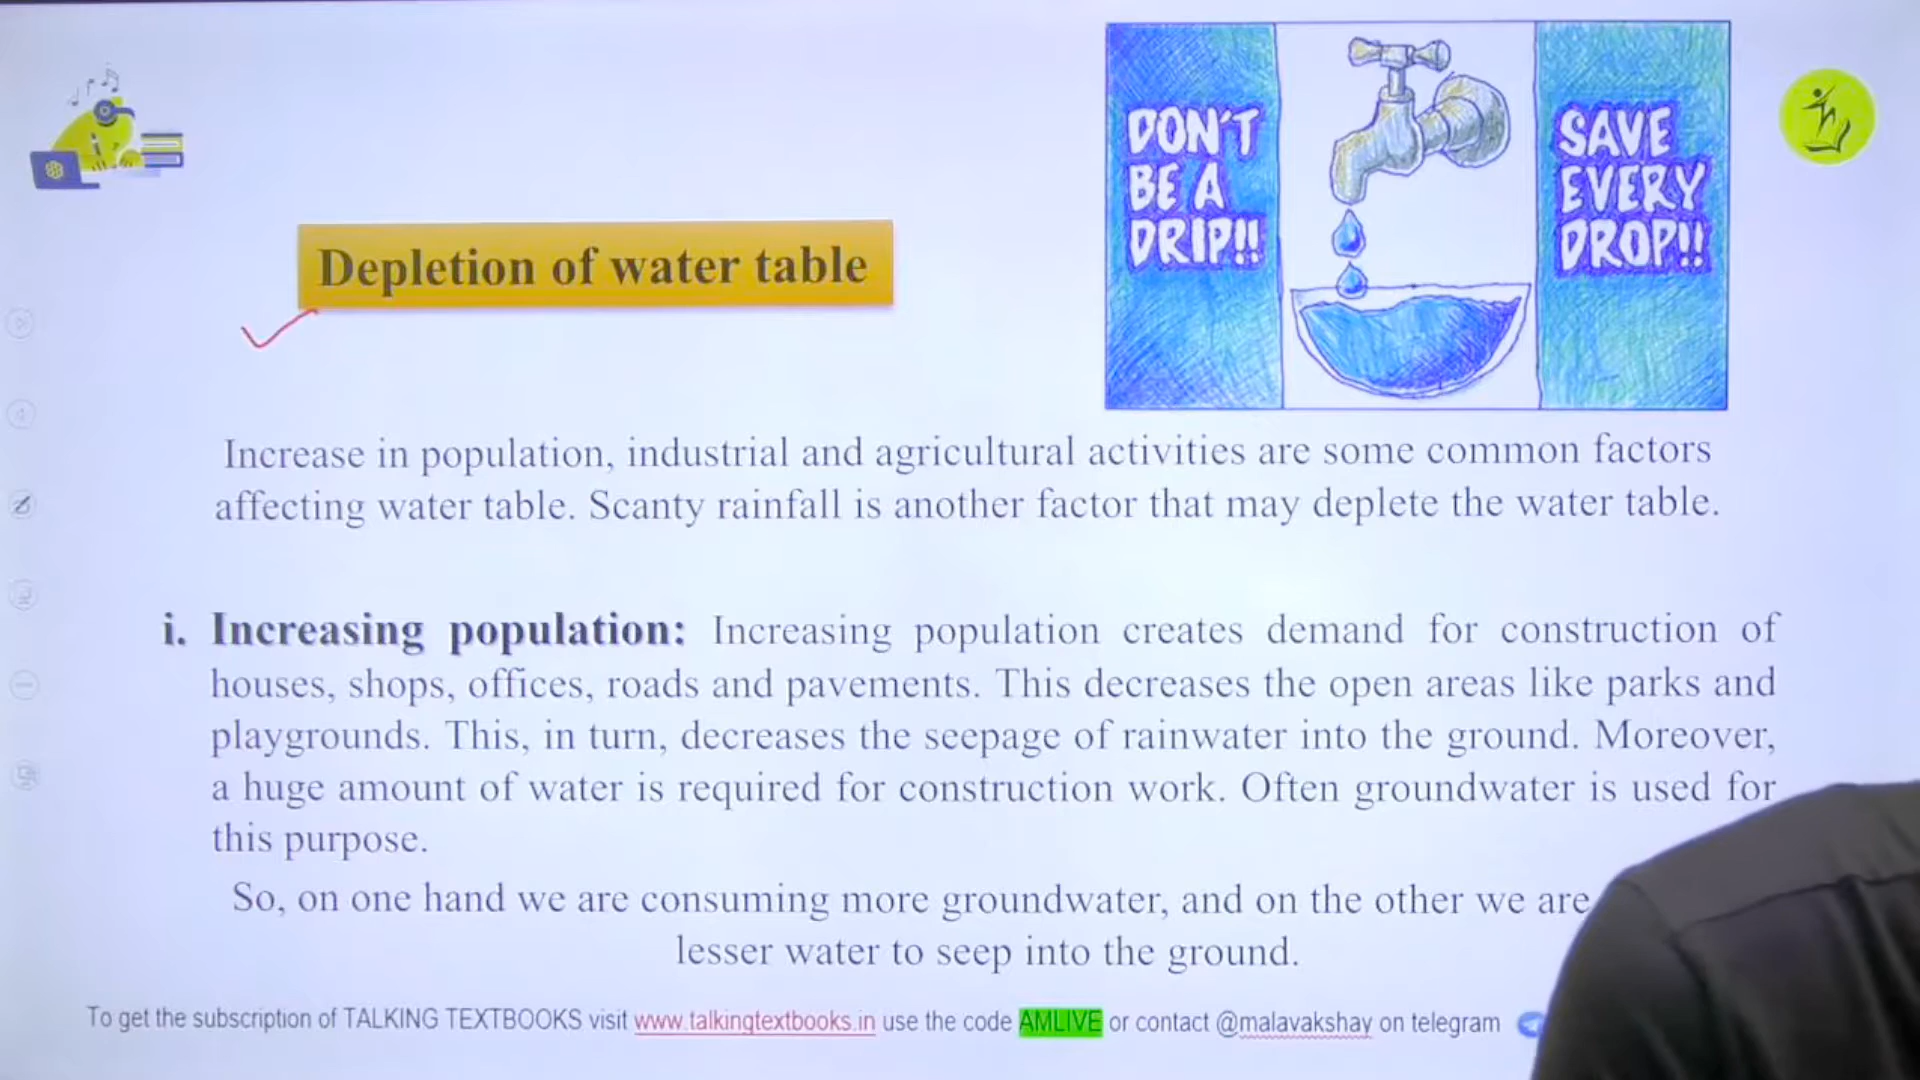 DON'T
BE A
DRIP!!
SAVE
EVERY
DROP!!
Depletion of water table
Increase in population, industrial and agricultural activities are some common factors
affecting water table. Scanty rainfall is another factor that may deplete the water table.
i. Increasing population: Increasing population creates demand for construction of
houses, shops, offices, roads and pavements. This decreases the open areas like parks and
playgrounds. This, in turn, decreases the seepage of rainwater into the ground. Moreover,
a huge amount of water is required for construction work. Often groundwater is used for
this purpose.
So, on one hand we are consuming more groundwater, and on the other we are
lesser water to seep into the ground.
To get the subscription of TALKING TEXTBOOKS visit www.talkingtextbooks.in use the code AMLIVE or contact @malavakshay on telegram